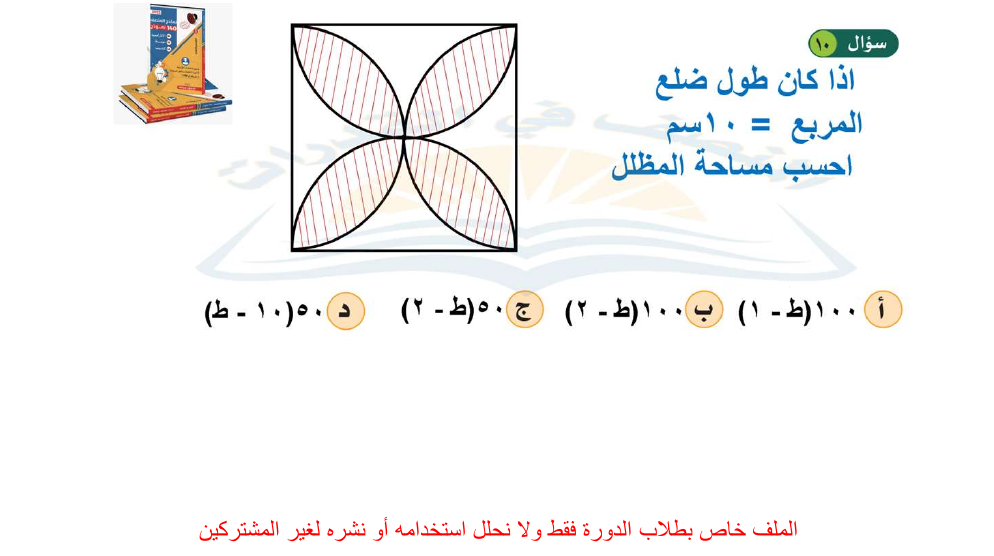 سؤال ١٠
اذا كان طول ضلع
المربع = ١٠سم
احسب مساحة المظلل
أ ١٠٠(ط - ١) ب ١٠٠(ط - ٢) ج ٥٠(ط - ٢) د ٥٠(١٠ - ط)
الملف خاص بطلاب الدورة فقط ولا نحلل استخدامه أو نشره لغير المشتركين